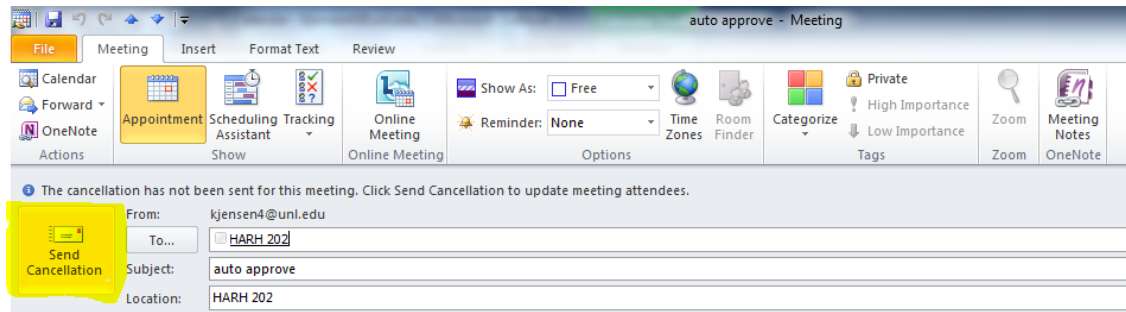 auto approve - Meeting
File Meeting Insert Format Text Review
Calendar
Forward
OneNote
Actions
Appointment
Scheduling Assistant
Tracking
Show
Online Meeting
Online Meeting
Show As: Free
Reminder: None
Time Zones
Room Finder
Options
Categorize
Private
High Importance
Low Importance
Tags
Zoom
Zoom
Meeting Notes
OneNote
The cancellation has not been sent for this meeting. Click Send Cancellation to update meeting attendees.
Send Cancellation
From: kjensen4@unl.edu
To... HARH 202
Subject: auto approve
Location: HARH 202